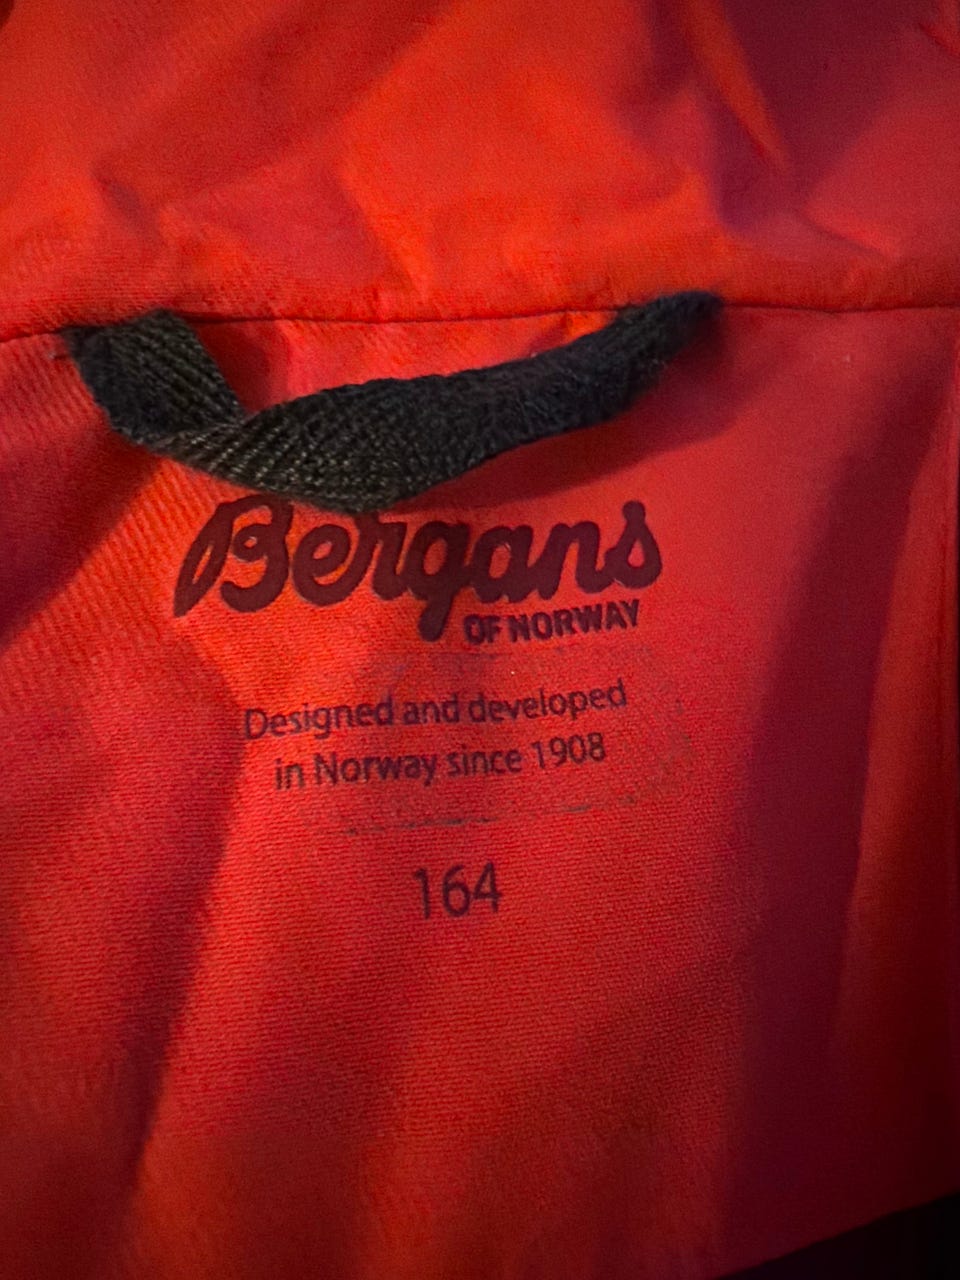 Bergans
OF NORWAY
Designed and developed
in Norway since 1908
164